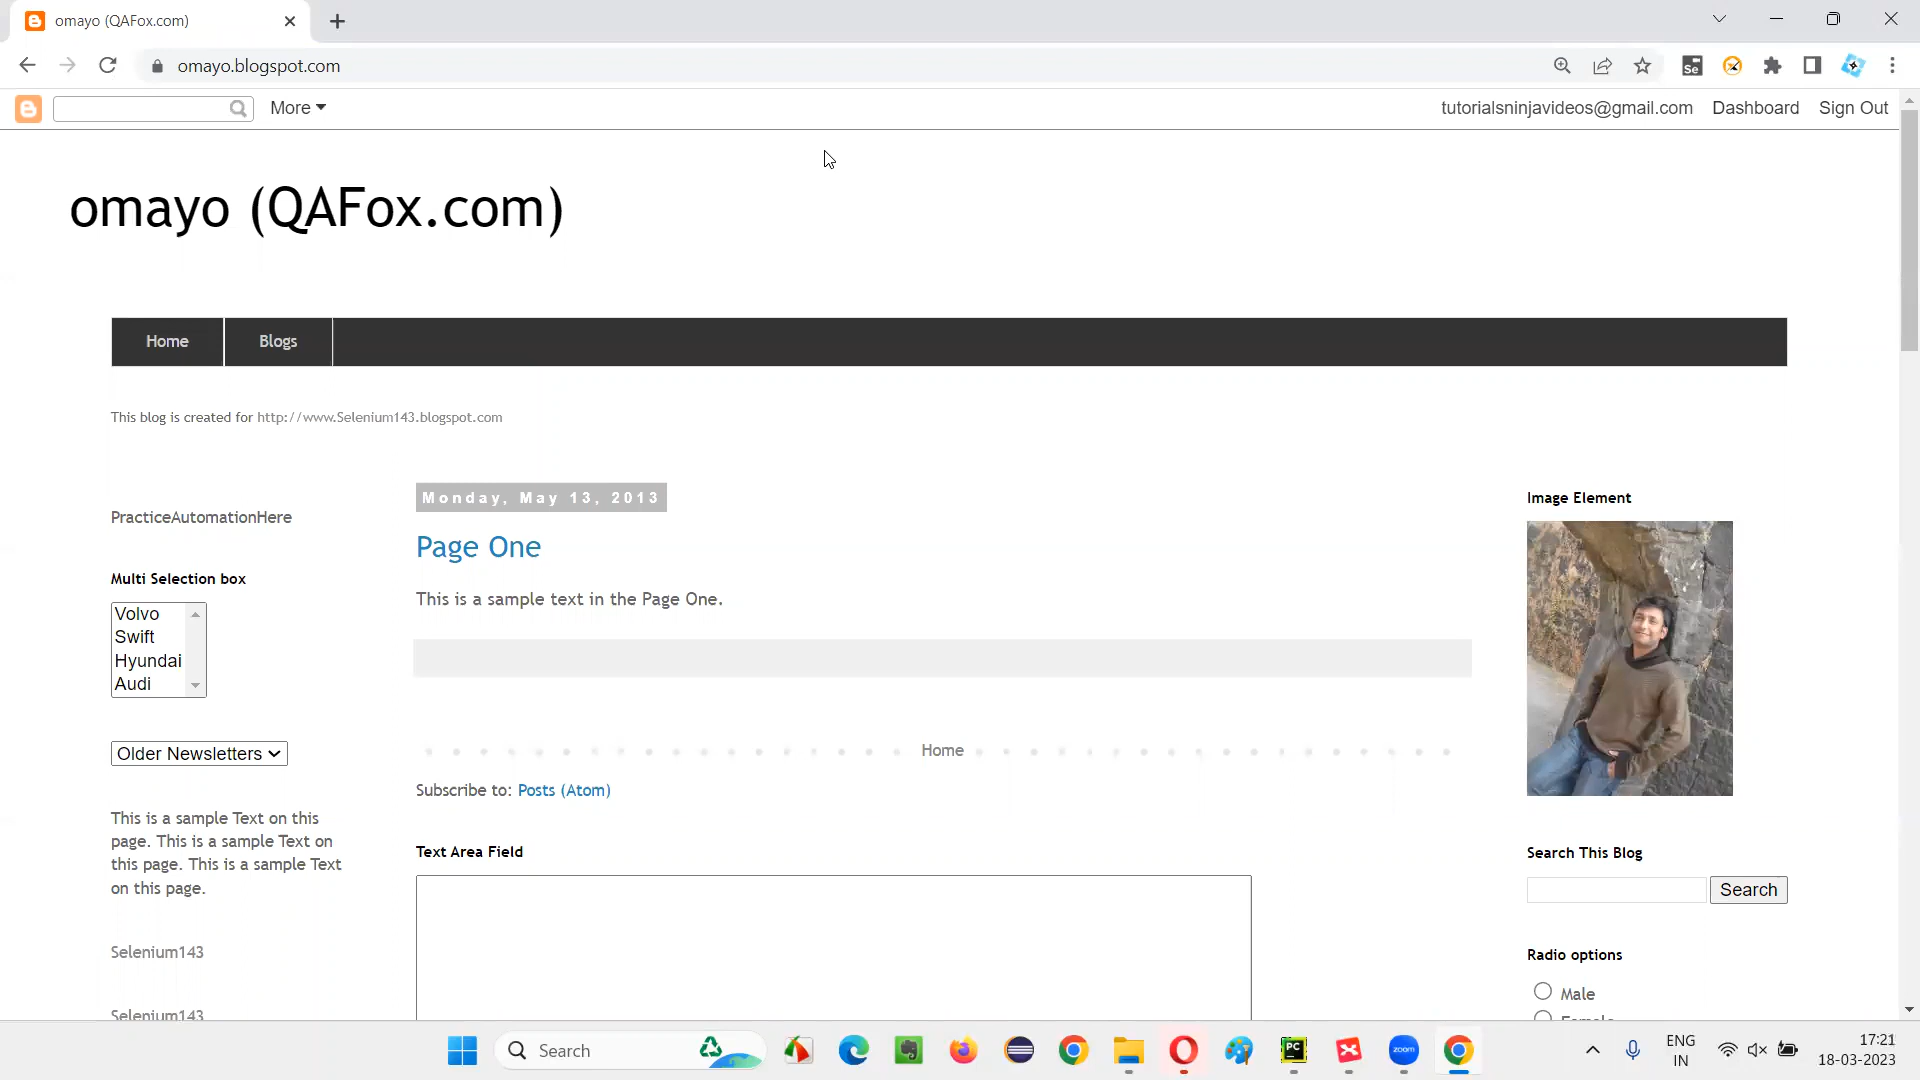 omayo (QAFox.com)
omayo.blogspot.com
Se
More
tutorialsninjavideos@gmail.com Dashboard Sign Out
omayo (QAFox.com)
Home Blogs
This blog is created for http://www.Selenium143.blogspot.com
PracticeAutomationHere
Multi Selection box
Volvo
Swift
Hyundai
Audi
Older Newsletters
This is a sample Text on this
page. This is a sample Text on
this page. This is a sample Text
on this page.
Selenium143
Selenium143
Monday, May 13, 2013
Page One
This is a sample text in the Page One.
Home
Subscribe to: Posts (Atom)
Text Area Field
Image Element
Search This Blog
Search
Radio options
Male
Female
Search
PC
zoom
ENG
IN
17:21
18-03-2023